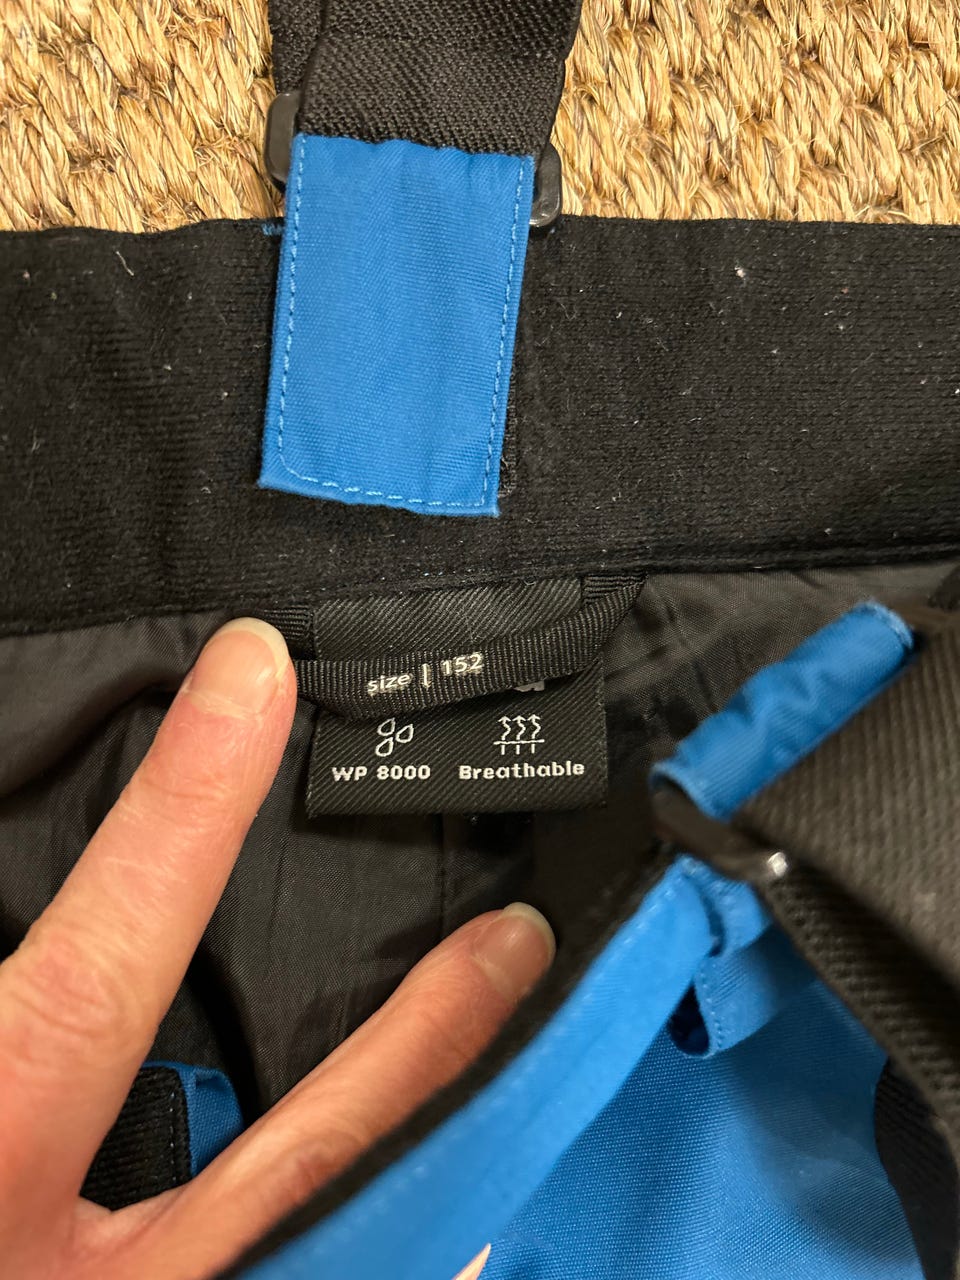 size | 152
WP 8000 Breathable